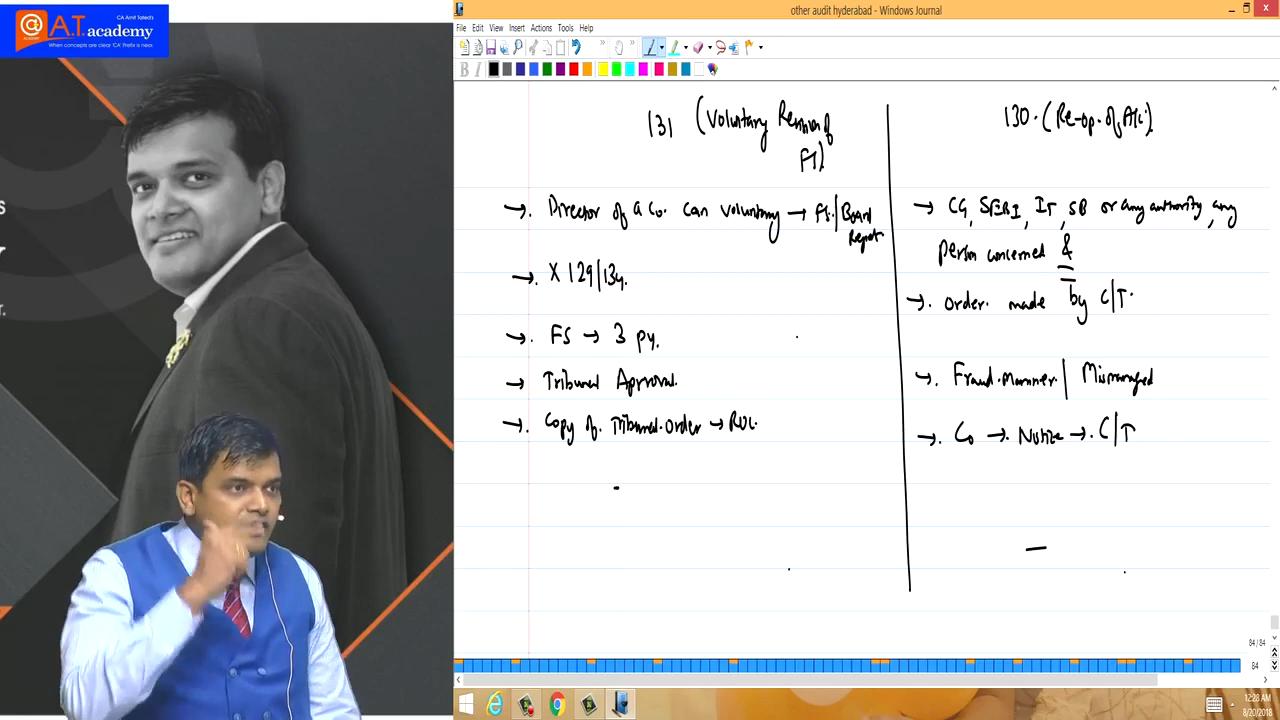 CA Amit Tated's
@ A.T. academy
ACADEMY
When concepts are clear 'CA' Prefix is near
s
r.
other audit hyderabad - Windows Journal
File Edit View Insert Actions Tools Help
B I
131 (Voluntary Revision of
FS)
→ Director of a Co. can voluntary → FS/Board
Report
→ X 129/134.
→ FS → 3 py.
→ Tribunal Approval.
→ Copy of Tribunal order → ROC.
130. (Re-op. of A/c)
→ CG, SEBI, IT, SB or any authority, any
person concerned &
→ order made by C/T.
→ Fraud. manner / Mismanaged
→ Co → Notice → C/T
84 / 84
84
12:28 AM
8/20/2018